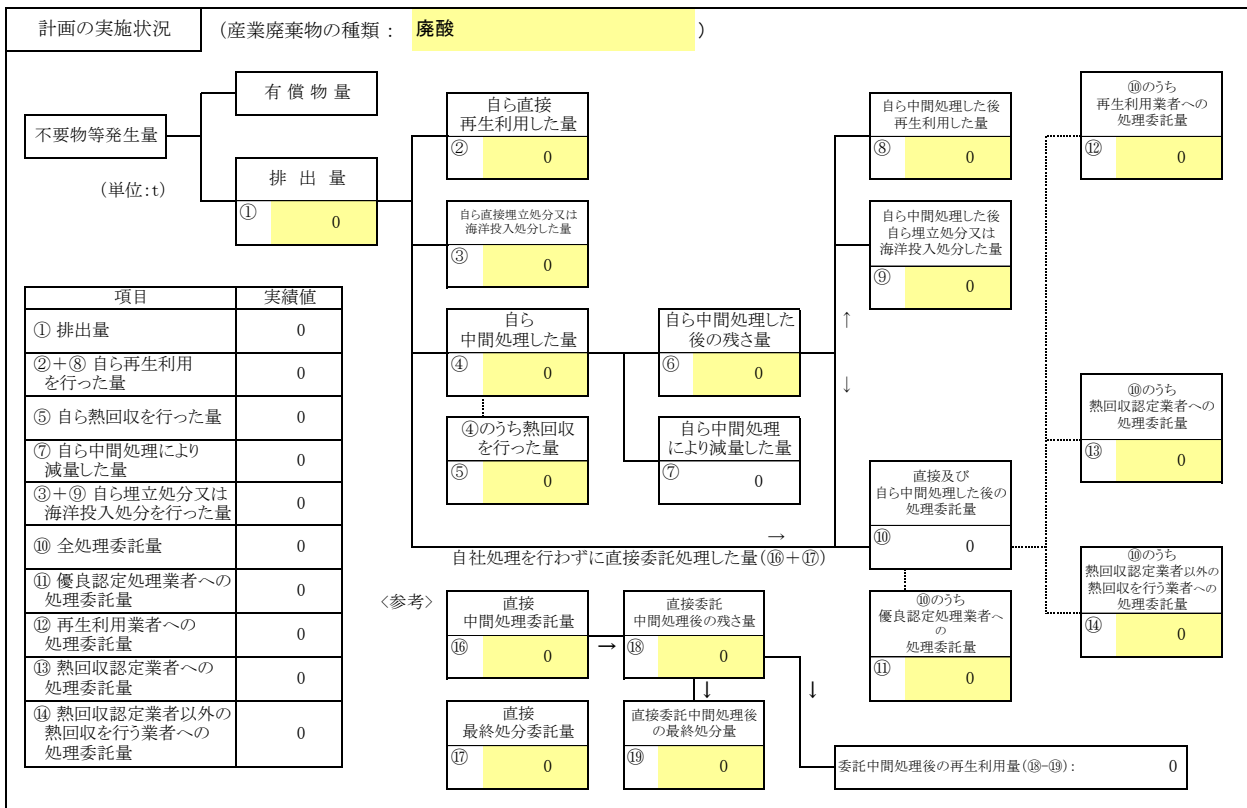 計画の実施状況
(産業廃棄物の種類： 廃酸 )
不要物等発生量
(単位:t)
有 償 物 量
排 出 量
① 0
自ら直接
再生利用した量
② 0
自ら直接埋立処分又は
海洋投入処分した量
③ 0
自ら
中間処理した量
④ 0
④のうち熱回収
を行った量
⑤ 0
自ら中間処理した
後の残さ量
⑥ 0
自ら中間処理
により減量した量
⑦ 0
自ら中間処理した後
再生利用した量
⑧ 0
自ら中間処理した後
自ら埋立処分又は
海洋投入処分した量
⑨ 0
↑
↓
直接及び
自ら中間処理した後の
処理委託量
⑩ 0
⑩のうち
優良認定処理業者へ
の
処理委託量
⑪ 0
⑩のうち
再生利用業者への
処理委託量
⑫ 0
⑩のうち
熱回収認定業者への
処理委託量
⑬ 0
⑩のうち
熱回収認定業者以外の
熱回収を行う業者への
処理委託量
⑭ 0
→
自社処理を行わずに直接委託処理した量(⑯＋⑰)
〈参考〉
直接
中間処理委託量
⑯ 0
→
直接委託
中間処理後の残さ量
⑱ 0
↓
↓
直接
最終処分委託量
⑰ 0
直接委託中間処理後
の最終処分量
⑲ 0
委託中間処理後の再生利用量(⑱-⑲)： 0
項目 実績値
① 排出量 0
②＋⑧ 自ら再生利用
を行った量 0
⑤ 自ら熱回収を行った量 0
⑦ 自ら中間処理により
減量した量 0
③＋⑨ 自ら埋立処分又は
海洋投入処分を行った量 0
⑩ 全処理委託量 0
⑪ 優良認定処理業者への
処理委託量 0
⑫ 再生利用業者への
処理委託量 0
⑬ 熱回収認定業者への
処理委託量 0
⑭ 熱回収認定業者以外の
熱回収を行う業者への
処理委託量 0